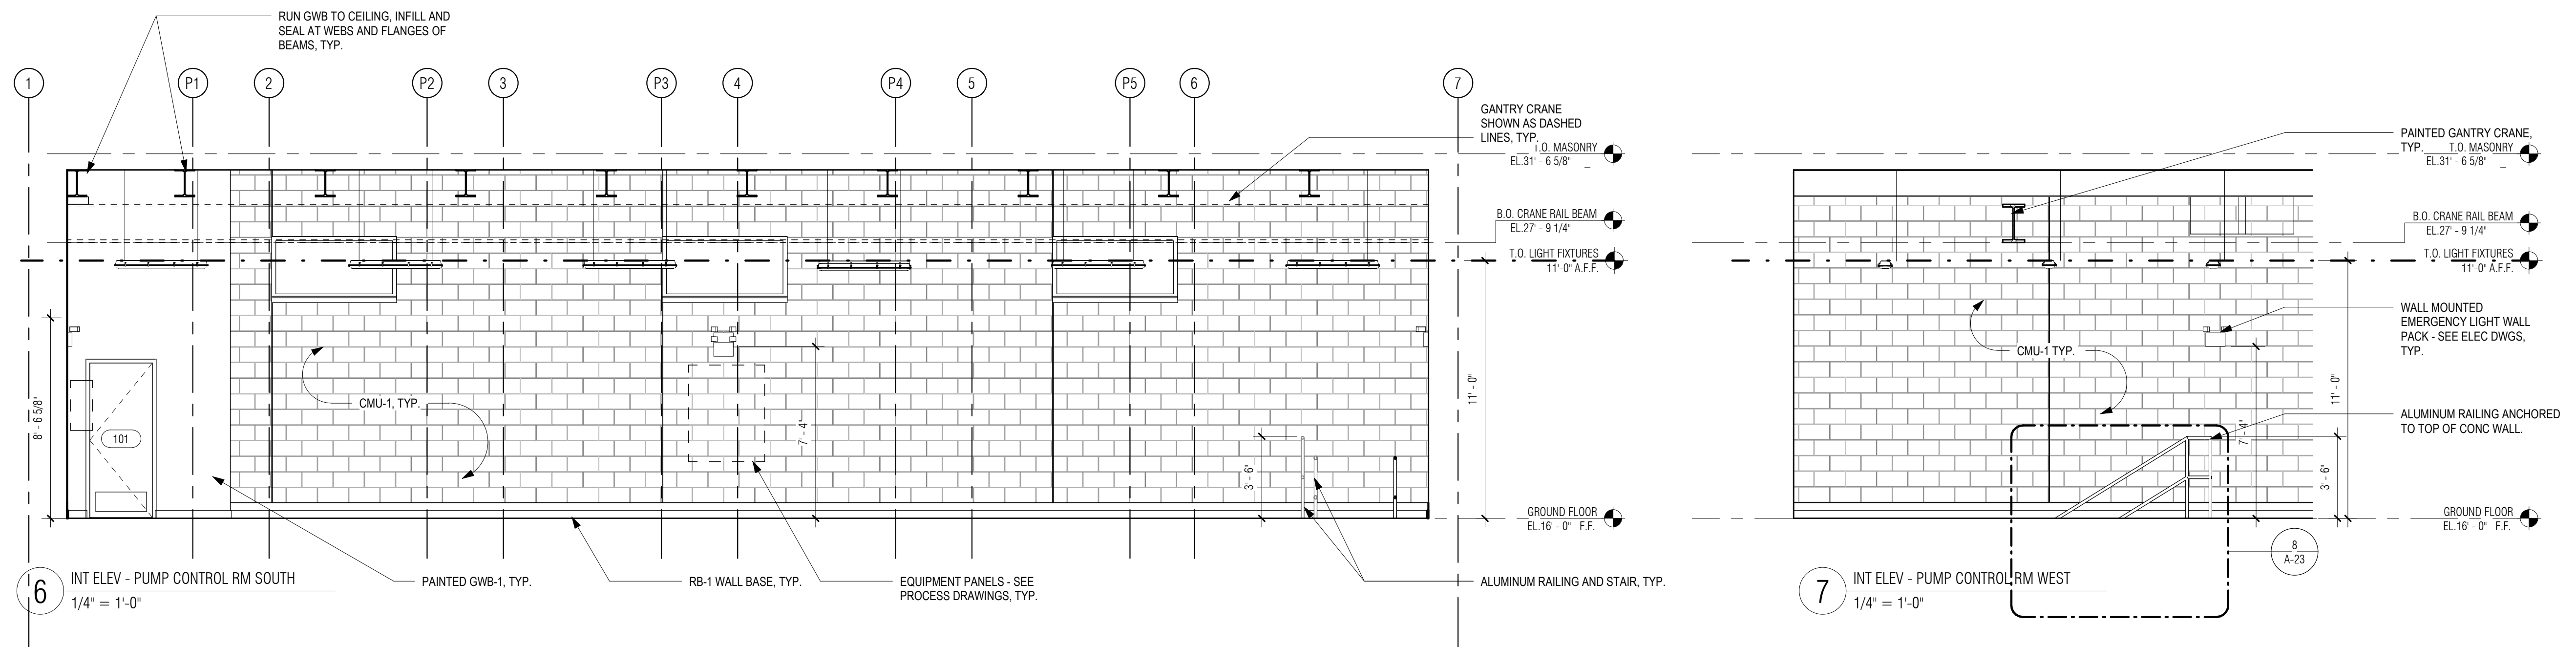 RUN GWB TO CEILING, INFILL AND
SEAL AT WEBS AND FLANGES OF
BEAMS, TYP.
1
P1
2
P2
3
P3
4
P4
5
P5
6
7
GANTRY CRANE
SHOWN AS DASHED
LINES, TYP.
T.O. MASONRY
EL.31' - 6 5/8"
B.O. CRANE RAIL BEAM
EL.27' - 9 1/4"
T.O. LIGHT FIXTURES
11'-0" A.F.F.
8' - 6 5/8"
101
CMU-1, TYP.
7' - 4"
3' - 6"
11' - 0"
GROUND FLOOR
EL.16' - 0" F.F.
PAINTED GWB-1, TYP.
RB-1 WALL BASE, TYP.
EQUIPMENT PANELS - SEE
PROCESS DRAWINGS, TYP.
ALUMINUM RAILING AND STAIR, TYP.
6
INT ELEV - PUMP CONTROL RM SOUTH
1/4" = 1'-0"
PAINTED GANTRY CRANE,
TYP.
T.O. MASONRY
EL.31' - 6 5/8"
B.O. CRANE RAIL BEAM
EL.27' - 9 1/4"
T.O. LIGHT FIXTURES
11'-0" A.F.F.
WALL MOUNTED
EMERGENCY LIGHT WALL
PACK - SEE ELEC DWGS,
TYP.
CMU-1 TYP.
11' - 0"
7' - 4"
3' - 6"
ALUMINUM RAILING ANCHORED
TO TOP OF CONC WALL.
GROUND FLOOR
EL.16' - 0" F.F.
8
A-23
7
INT ELEV - PUMP CONTROL RM WEST
1/4" = 1'-0"